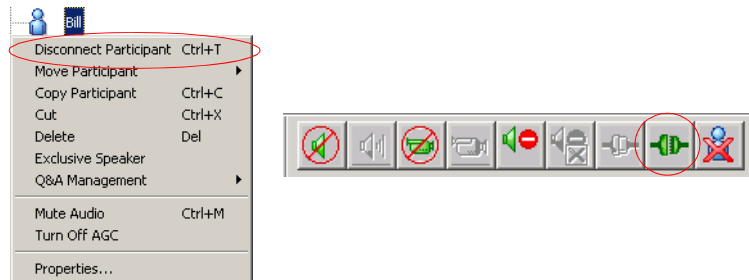 Bill
Disconnect Participant Ctrl+T
Move Participant
Copy Participant Ctrl+C
Cut Ctrl+X
Delete Del
Exclusive Speaker
Q&A Management
Mute Audio Ctrl+M
Turn Off AGC
Properties...